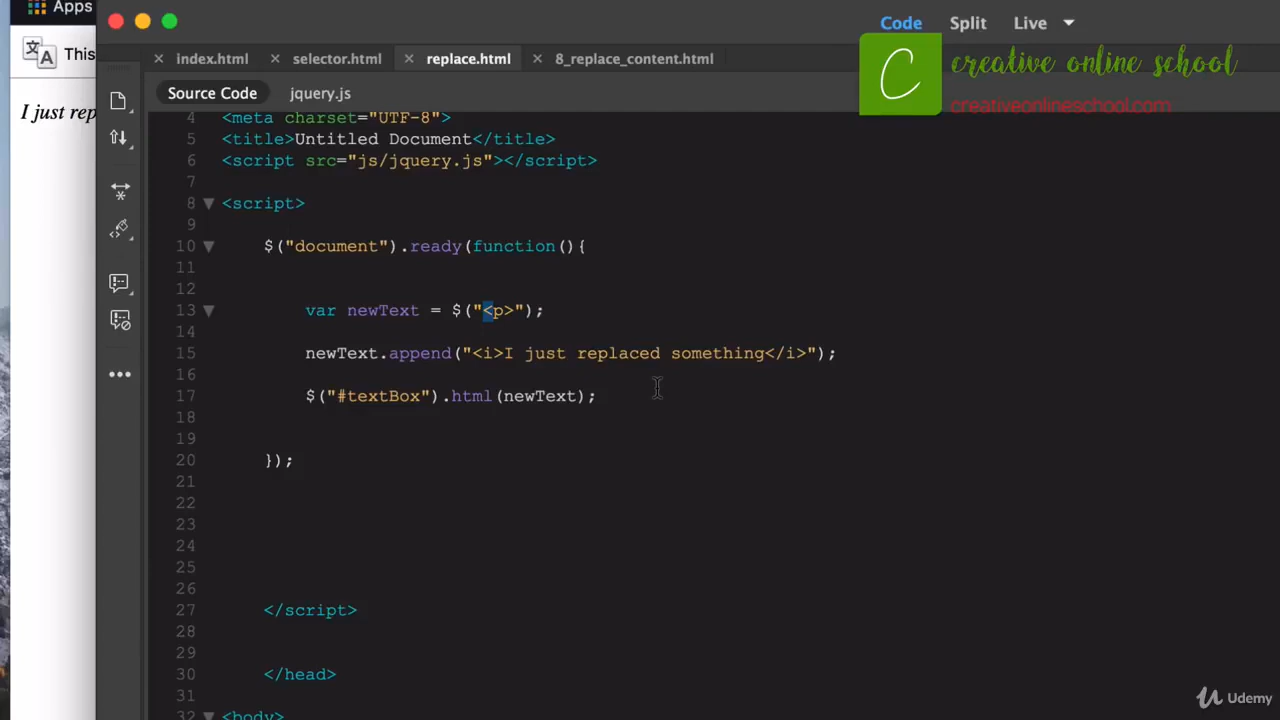 Apps
This
I just rep
Code Split Live
index.html selector.html replace.html 8_replace_content.html
creative online school
creativeonlineschool.com
Source Code jquery.js
4 <meta charset="UTF-8">
5 <title>Untitled Document</title>
6 <script src="js/jquery.js"></script>
7
8 <script>
9
10 $("document").ready(function(){
11
12
13 var newText = $("<p>");
14
15 newText.append("<i>I just replaced something</i>");
16
17 $("#textBox").html(newText);
18
19
20 });
21
22
23
24
25
26
27 </script>
28
29
30 </head>
31
32 <body>
Udemy